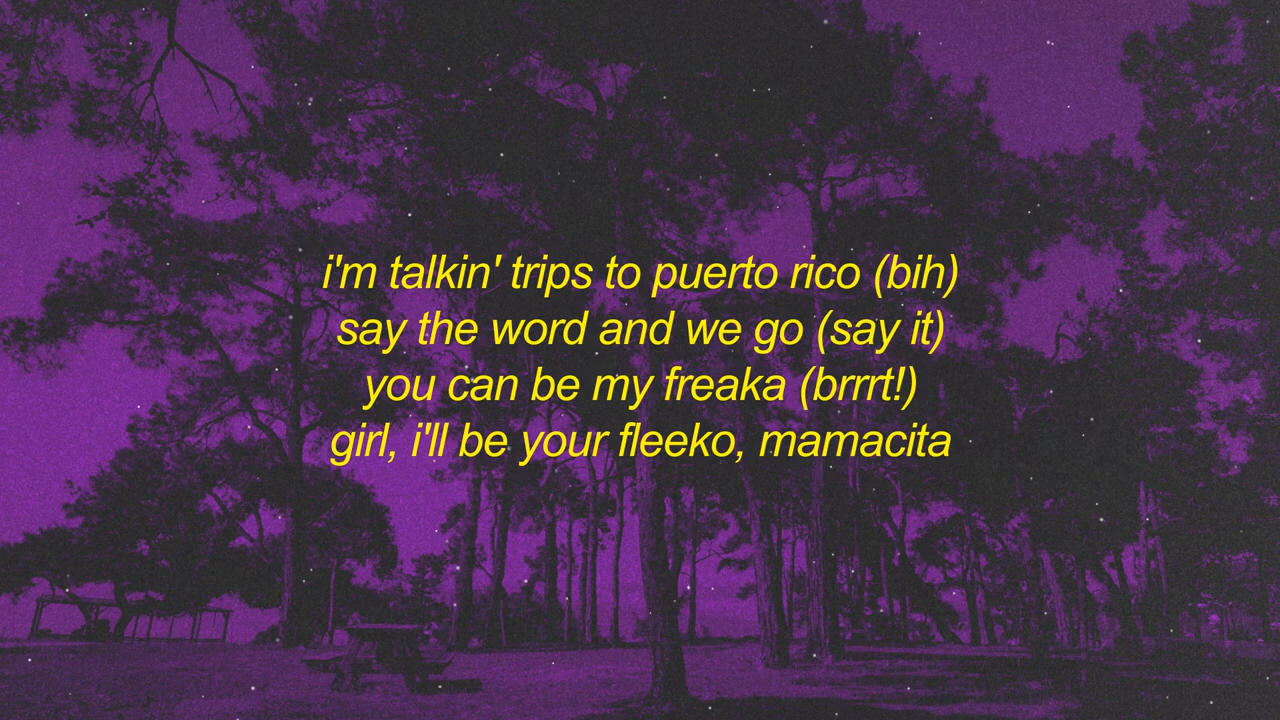 i'm talkin' trips to puerto rico (bih)
say the word and we go (say it)
you can be my freaka (brrrt!)
girl, i'll be your fleeko, mamacita